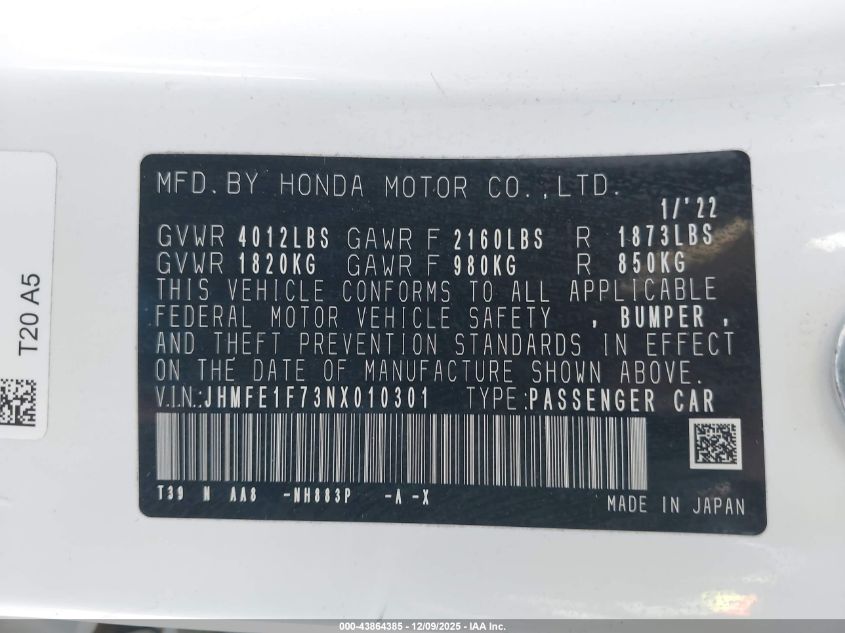 MFD.BY HONDA MOTOR CO.,LTD.
1/'22
GVWR 4012LBS GAWR F 2160LBS R 1873LBS
GVWR 1820KG GAWR F 980KG R 850KG
THIS VEHICLE CONFORMS TO ALL APPLICABLE
FEDERAL MOTOR VEHICLE SAFETY , BUMPER ,
AND THEFT PREVENTION STANDARDS IN EFFECT
ON THE DATE OF MANUFACTURE SHOWN ABOVE.
V.I.N.:JHMFE1F73NX010301 TYPE:PASSENGER CAR
T39 N AA8 -NH883P -A -X
MADE IN JAPAN
T20 A5
000-43864385 - 12/09/2025 - IAA Inc.